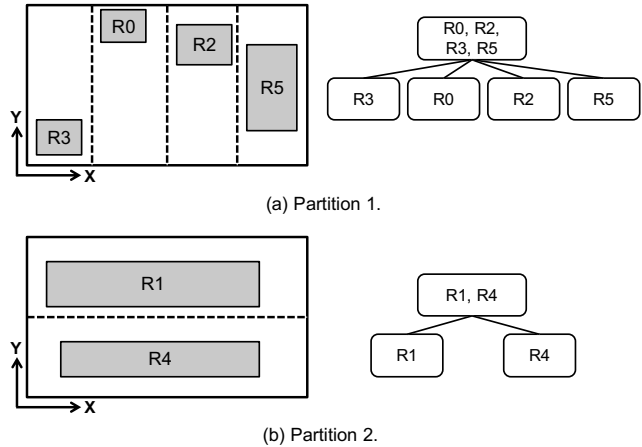 R0
R2
R5
R3
Y
X
R0, R2,
R3, R5
R3 R0 R2 R5
(a) Partition 1.
R1
R4
Y
X
R1, R4
R1 R4
(b) Partition 2.